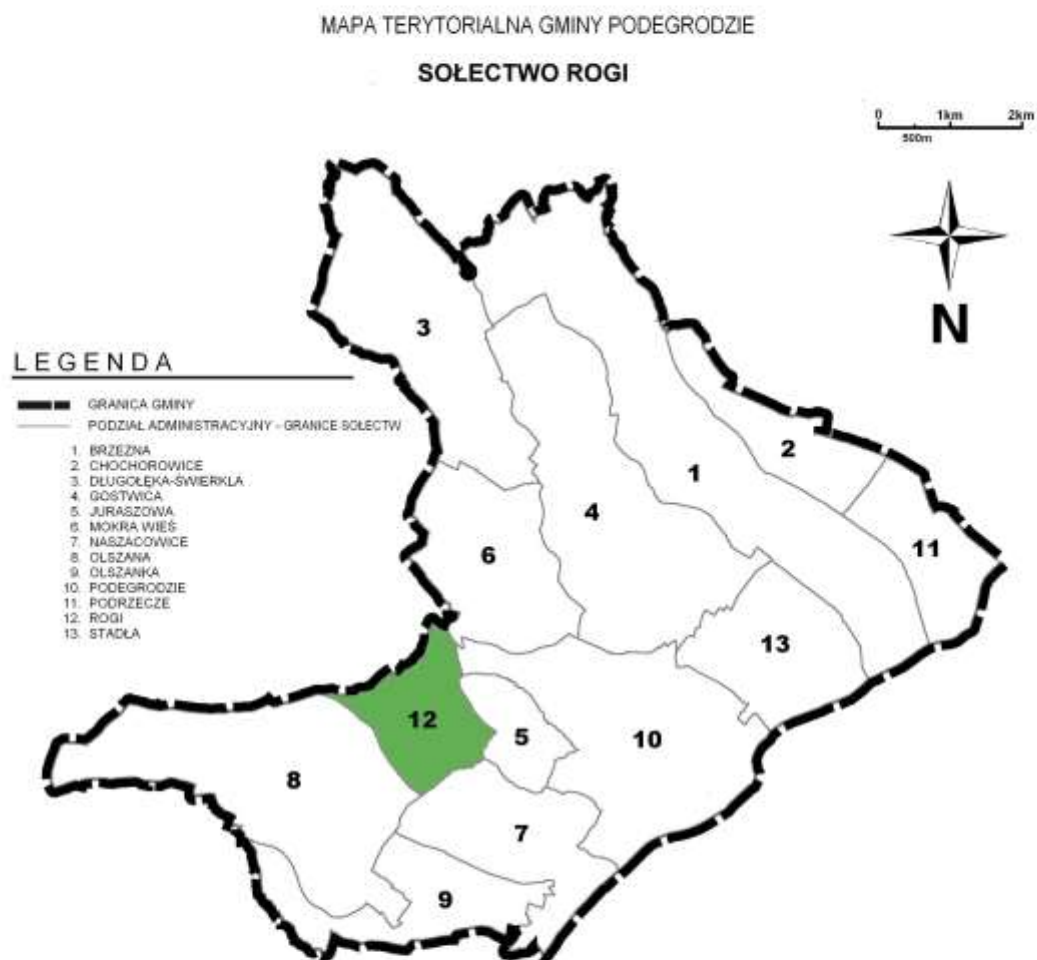 MAPA TERYTORIALNA GMINY PODEGRODZIE
SOŁECTWO ROGI
0 1km 2km
500m
N
LEGENDA
GRANICA GMINY
PODZIAŁ ADMINISTRACYJNY - GRANICE SOŁECTW
1. BRZEZNA
2. CHOCHOROWICE
3. DŁUGOŁĘKA-ŚWIERKLA
4. GOSTWICA
5. JURASZOWA
6. MOKRA WIEŚ
7. NASZACOWICE
8. OLSZANA
9. OLSZANKA
10. PODEGRODZIE
11. PODRZECZE
12. ROGI
13. STADŁA
3
2
1
4
11
6
13
12
5
10
8
7
9